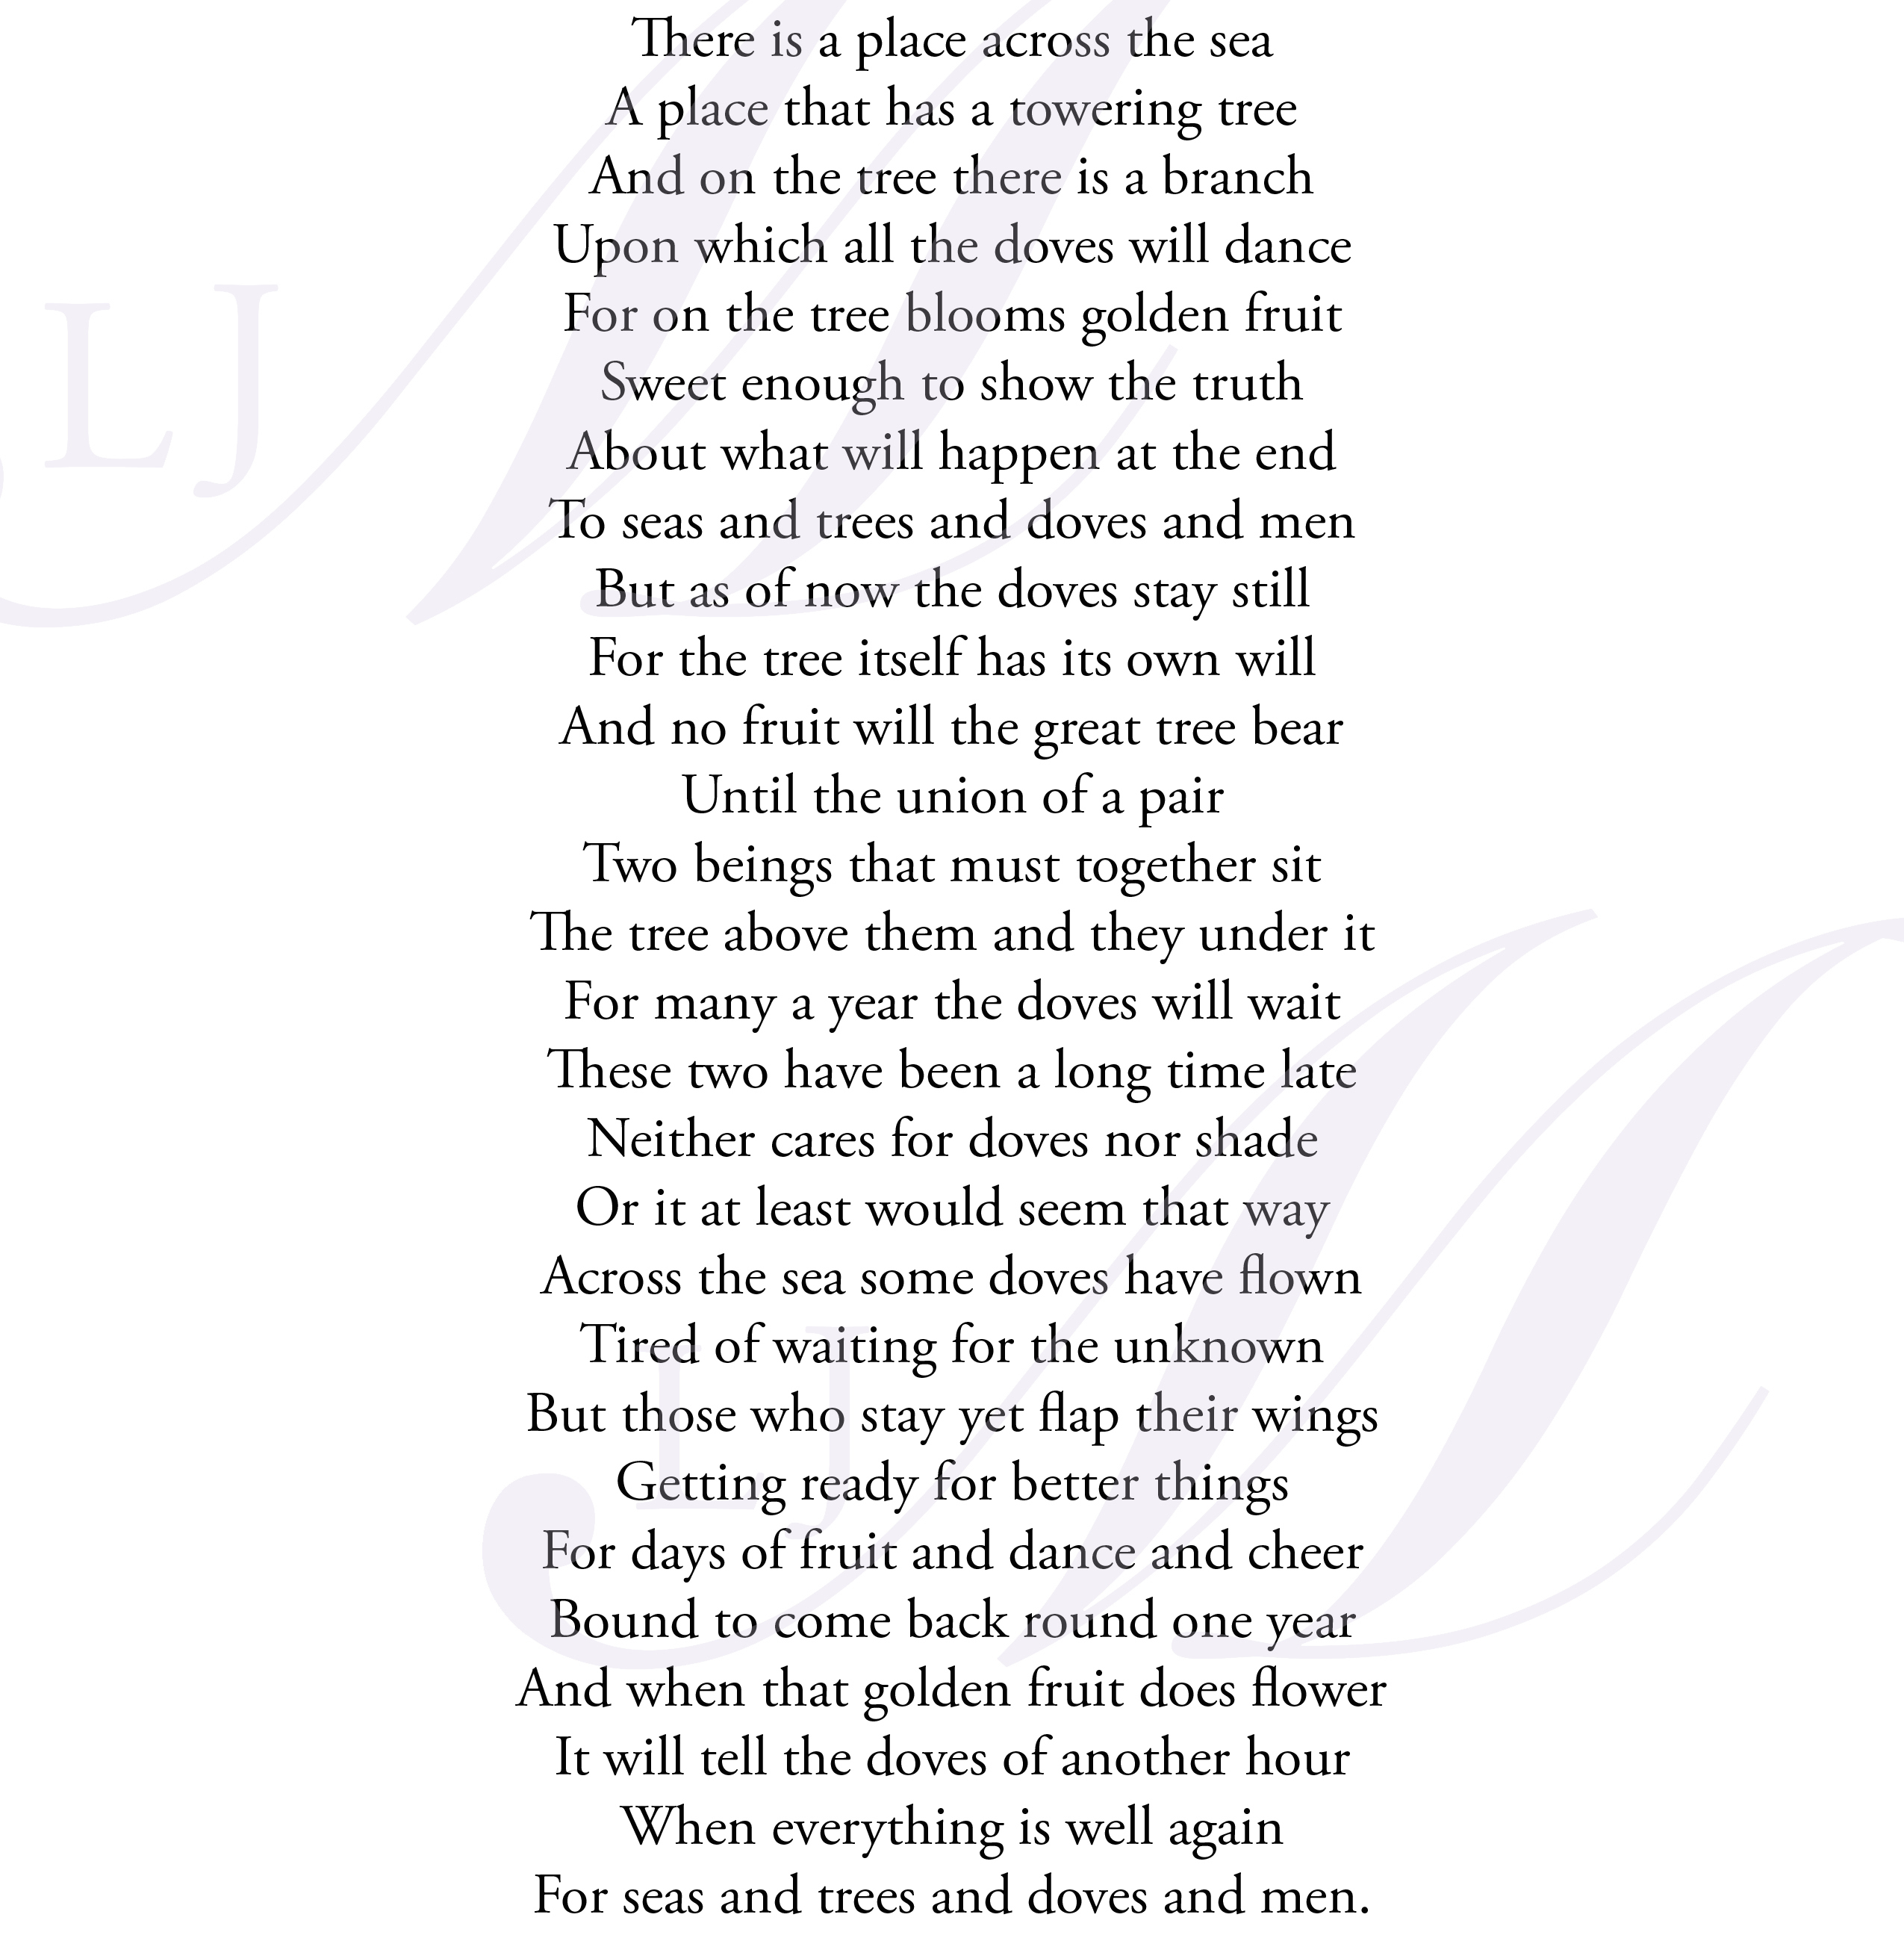 There is a place across the sea
A place that has a towering tree
And on the tree there is a branch
Upon which all the doves will dance
For on the tree blooms golden fruit
Sweet enough to show the truth
About what will happen at the end
To seas and trees and doves and men
But as of now the doves stay still
For the tree itself has its own will
And no fruit will the great tree bear
Until the union of a pair
Two beings that must together sit
The tree above them and they under it
For many a year the doves will wait
These two have been a long time late
Neither cares for doves nor shade
Or it at least would seem that way
Across the sea some doves have flown
Tired of waiting for the unknown
But those who stay yet flap their wings
Getting ready for better things
For days of fruit and dance and cheer
Bound to come back round one year
And when that golden fruit does flower
It will tell the doves of another hour
When everything is well again
For seas and trees and doves and men.
LJ M
LJ M